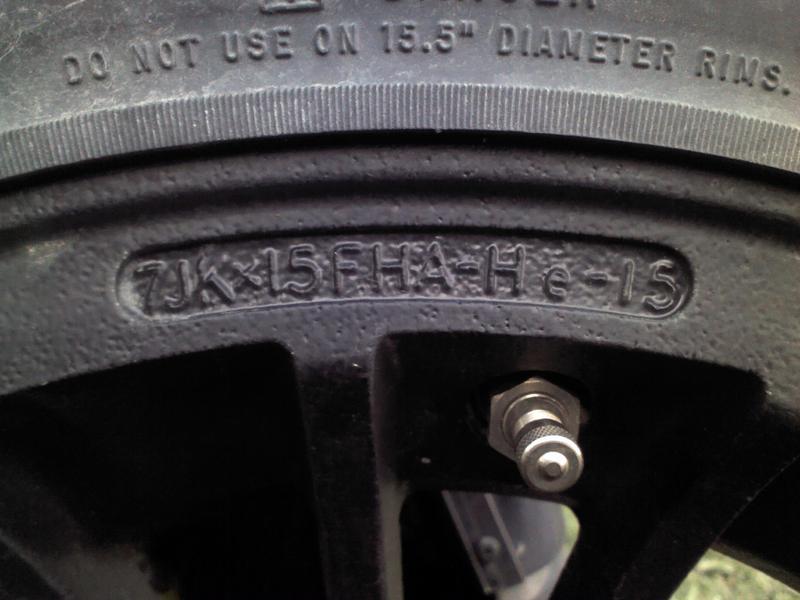 DO NOT USE ON 15.5" DIAMETER RIMS.
7JK×15FHA-He-15